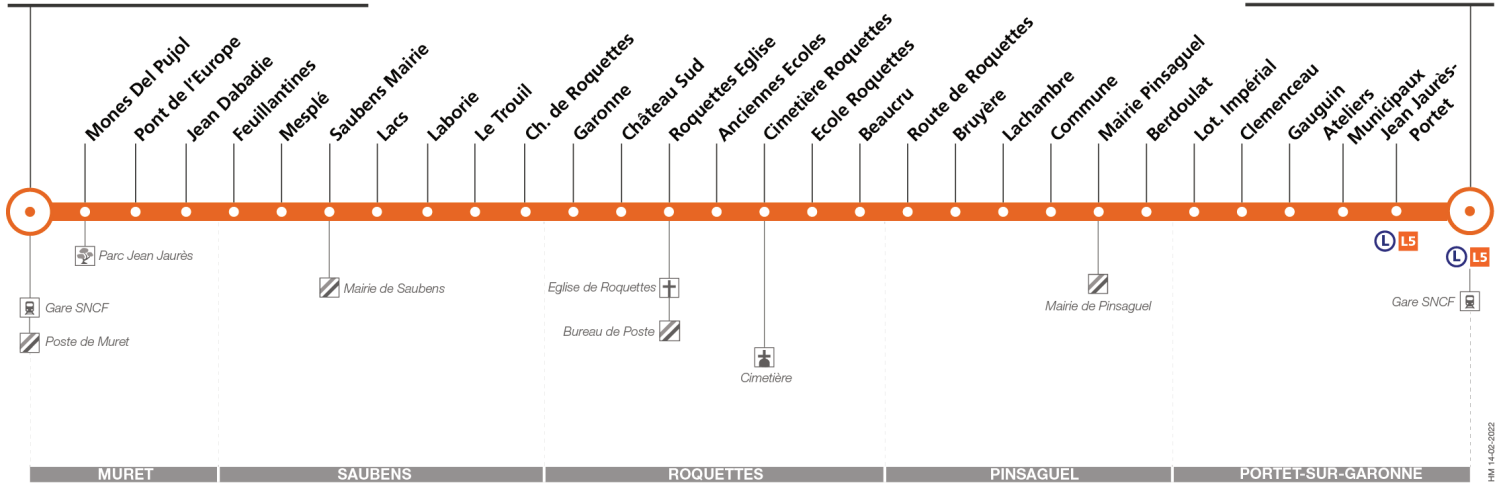 Mones Del Pujol
Pont de l'Europe
Jean Dabadie
Feuillantines
Mesplé
Saubens Mairie
Lacs
Laborie
Le Trouil
Ch. de Roquettes
Garonne
Château Sud
Roquettes Eglise
Anciennes Ecoles
Cimetière Roquettes
Ecole Roquettes
Beaucru
Route de Roquettes
Bruyère
Lachambre
Commune
Mairie Pinsaguel
Berdoulat
Lot. Impérial
Clemenceau
Gauguin
Ateliers
Municipaux
Jean Jaurès-
Portet
L L5
L L5
Parc Jean Jaurès
Gare SNCF
Poste de Muret
Mairie de Saubens
Eglise de Roquettes
Bureau de Poste
Cimetière
Mairie de Pinsaguel
Gare SNCF
MURET
SAUBENS
ROQUETTES
PINSAGUEL
PORTET-SUR-GARONNE
HM 14-02-2022